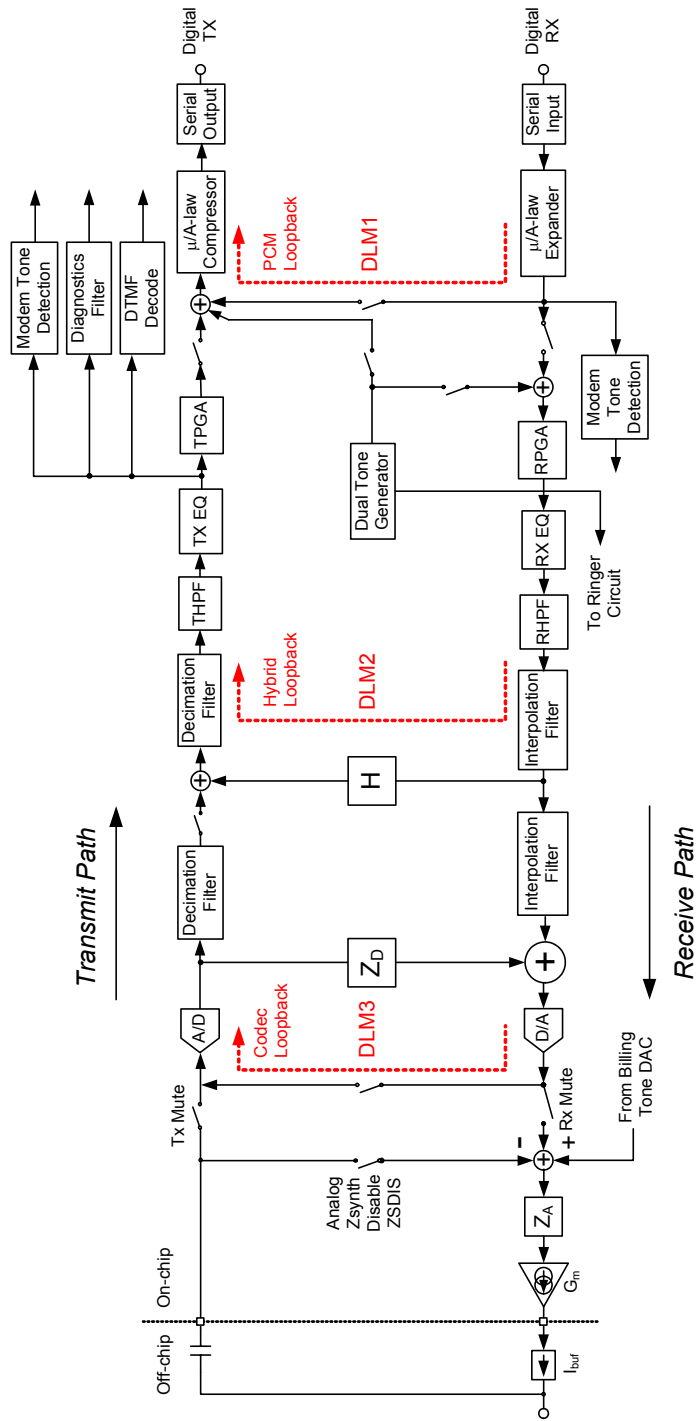 Off-chip
On-chip
Transmit Path
Tx Mute
A/D
Decimation
Filter
+
Decimation
Filter
THPF
TX EQ
TPGA
+
μ/A-law
Compressor
Serial
Output
Digital
TX
Modem Tone
Detection
Diagnostics
Filter
DTMF
Decode
Analog
Zsynth
Disable
ZSDIS
Codec
Loopback
DLM3
ZD
H
Hybrid
Loopback
DLM2
Dual Tone
Generator
PCM
Loopback
DLM1
Ibuf
Gm
ZA
+
-
+
Rx Mute
D/A
+
Interpolation
Filter
Interpolation
Filter
RHPF
RX EQ
RPGA
+
μ/A-law
Expander
Serial
Input
Digital
RX
From Billing
Tone DAC
To Ringer
Circuit
Modem
Tone
Detection
Receive Path